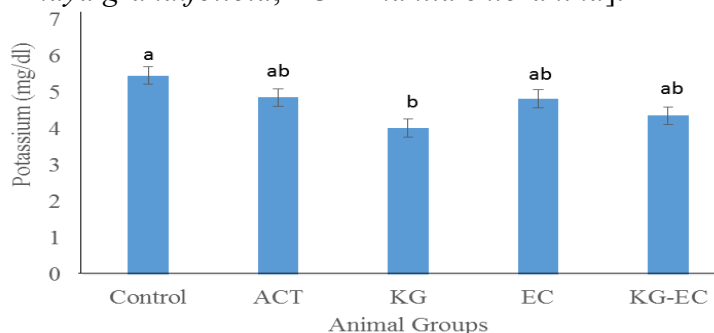 7
6
5
4
3
2
1
0
Potassium (mg/dl)
a
ab
b
ab
ab
Control ACT KG EC KG-EC
Animal Groups